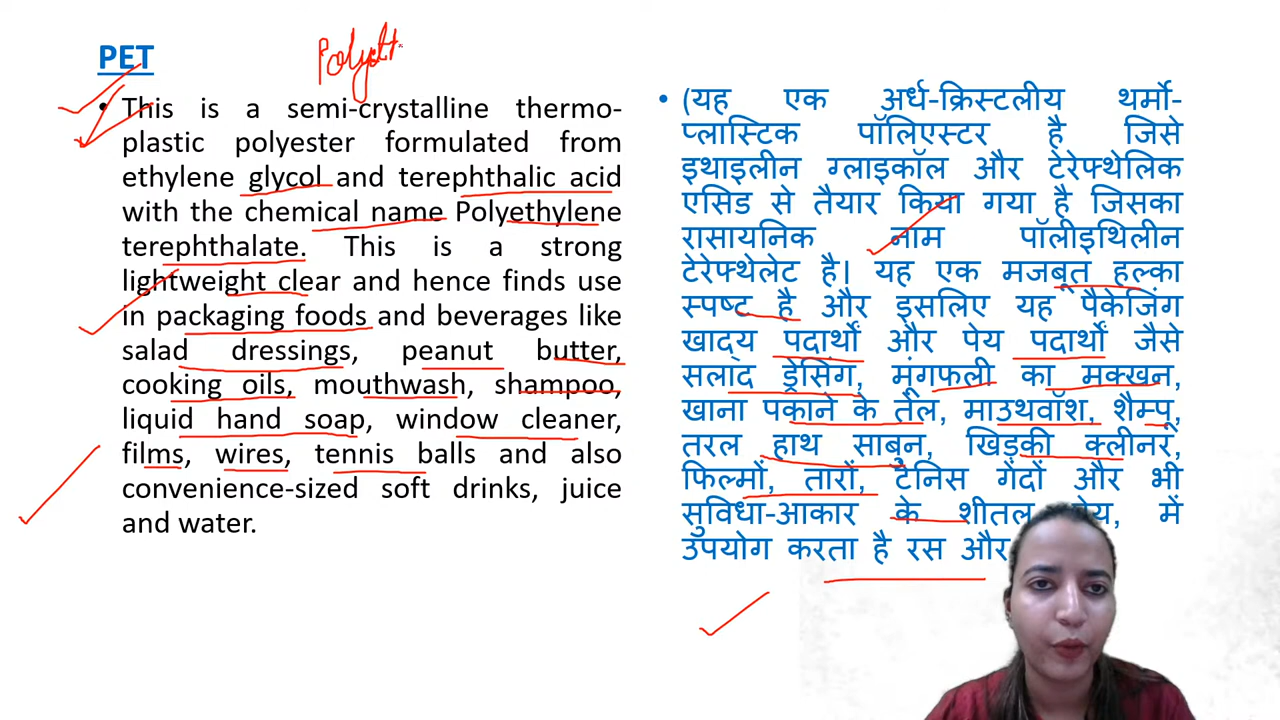 PET
• This is a semi-crystalline thermo-
plastic polyester formulated from
ethylene glycol and terephthalic acid
with the chemical name Polyethylene
terephthalate. This is a strong
lightweight clear and hence finds use
in packaging foods and beverages like
salad dressings, peanut butter,
cooking oils, mouthwash, shampoo,
liquid hand soap, window cleaner,
films, wires, tennis balls and also
convenience-sized soft drinks, juice
and water.
• (यह एक अर्ध-क्रिस्टलीय थर्मो-
प्लास्टिक पॉलिएस्टर है जिसे
इथाइलीन ग्लाइकॉल और टेरेफ्थेलिक
एसिड से तैयार किया गया है जिसका
रासायनिक नाम पॉलीइथिलीन
टेरेफ्थेलेट है। यह एक मजबूत हल्का
स्पष्ट है और इसलिए यह पैकेजिंग
खाद्य पदार्थों और पेय पदार्थों जैसे
सलाद ड्रेसिंग, मूंगफली का मक्खन,
खाना पकाने के तेल, माउथवॉश, शैम्पू,
तरल हाथ साबुन, खिड़की क्लीनर,
फिल्मों, तारों, टेनिस गेंदों और भी
सुविधा-आकार के शीतल पेय, में
उपयोग करता है रस और